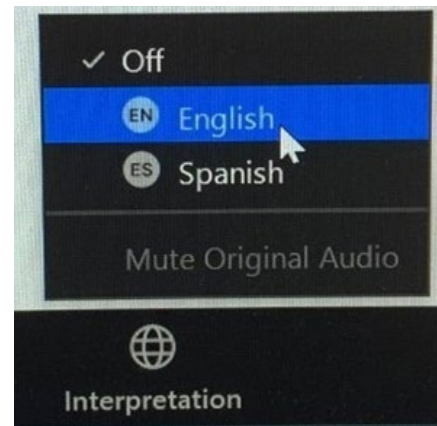 Off
EN English
ES Spanish
Mute Original Audio
Interpretation